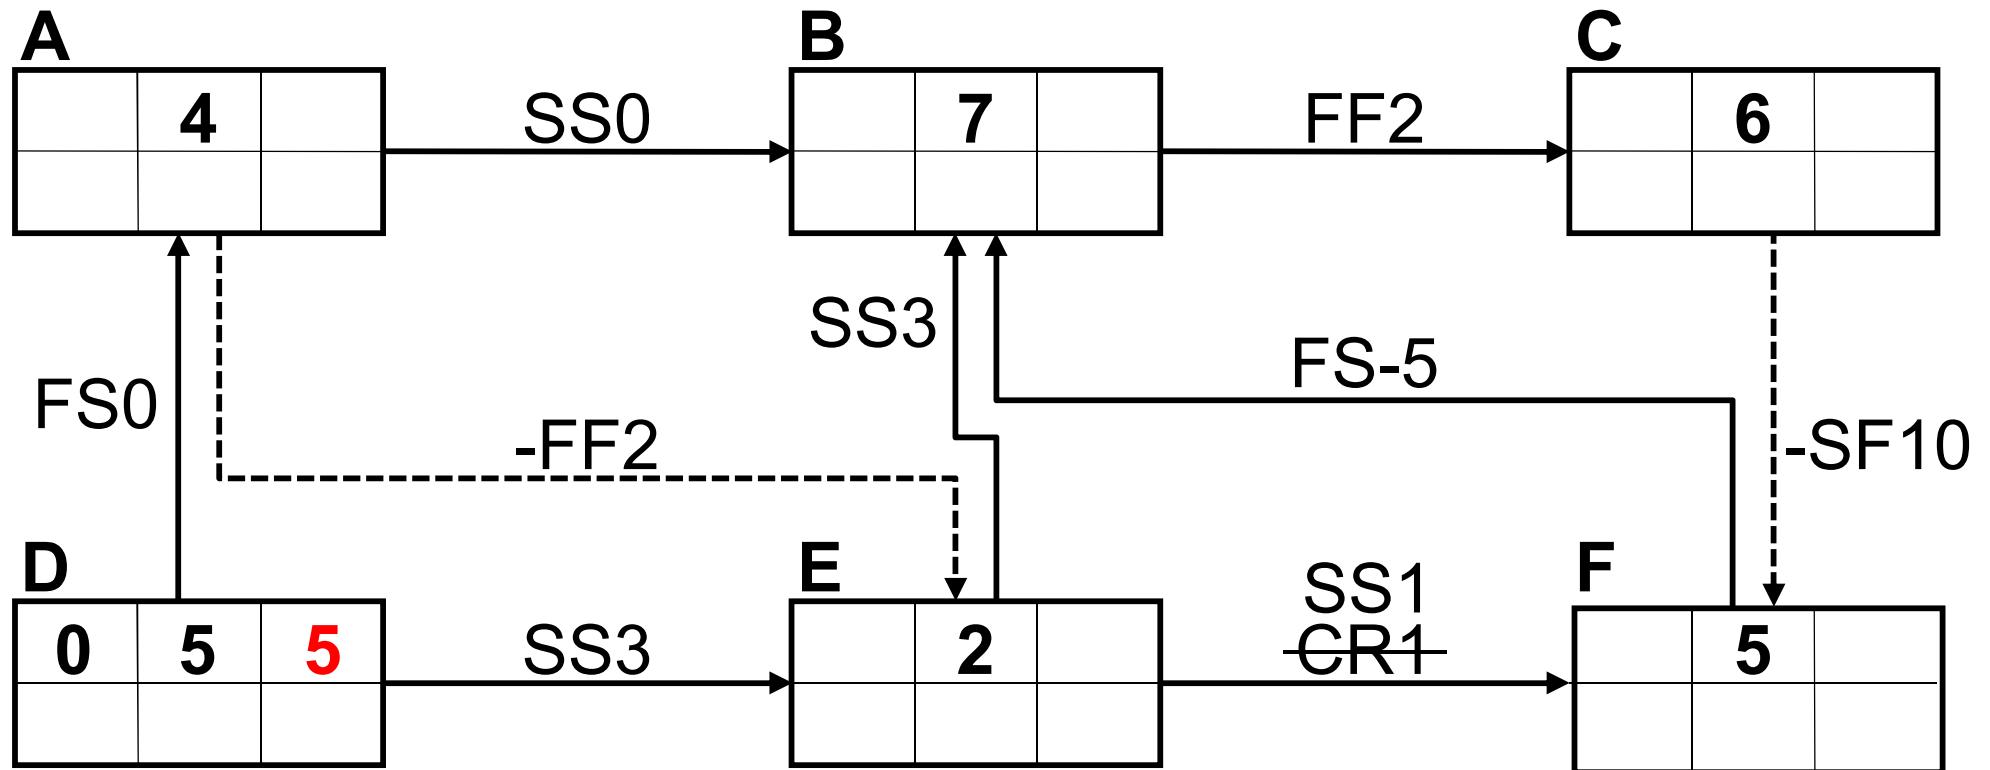 A B C
4 SS0 7 FF2 6
SS3
FS-5
FS0
-FF2 -SF10
D E F
SS1
0 5 5 SS3 2 CR1 5